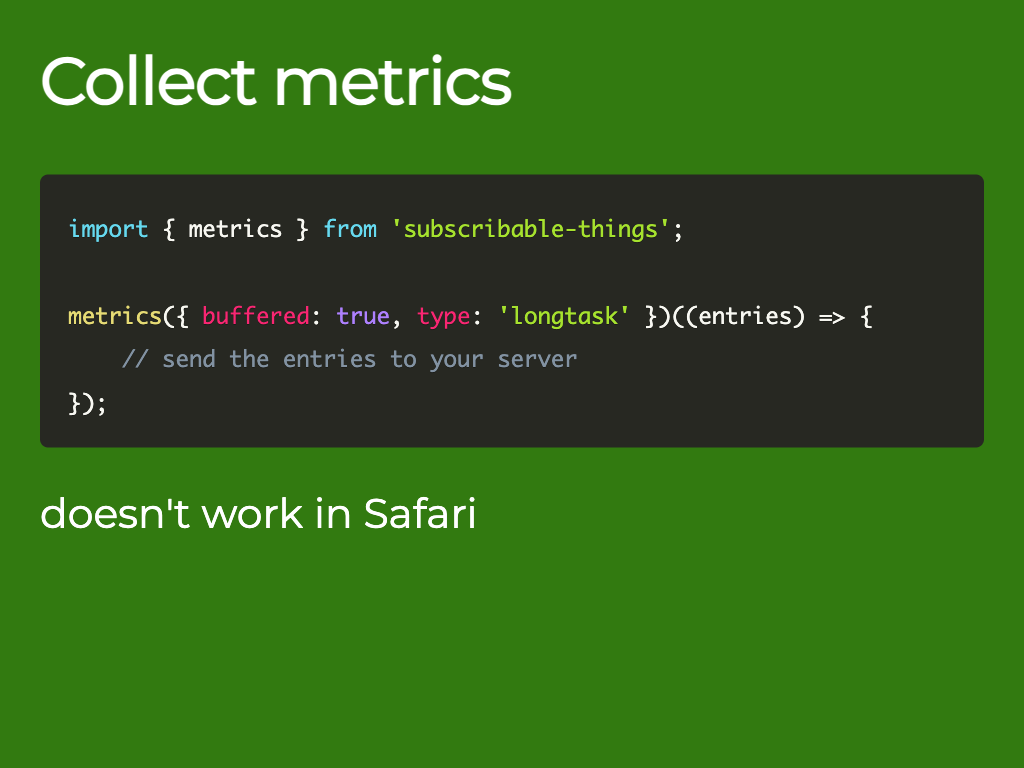 Collect metrics
import { metrics } from 'subscribable-things';
metrics({ buffered: true, type: 'longtask' })((entries) => {
    // send the entries to your server
});
doesn't work in Safari